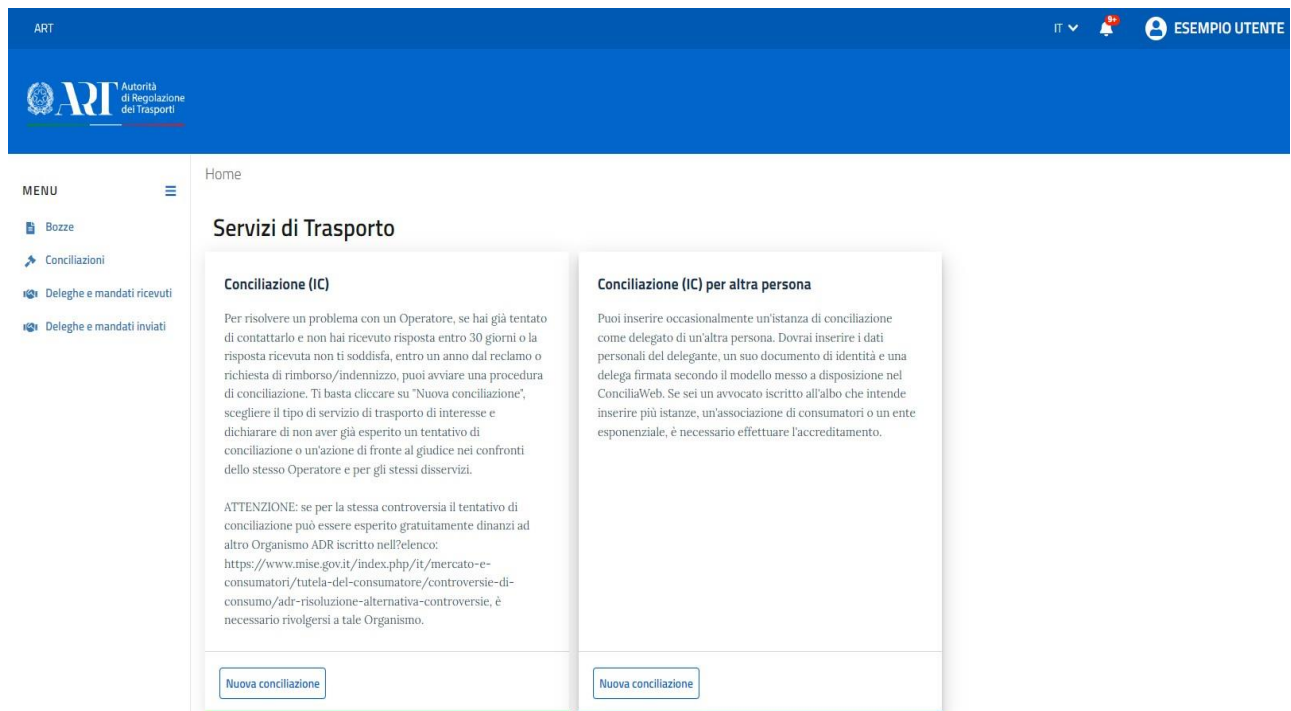 ART
IT
9+
ESEMPIO UTENTE
ART
Autorità
di Regolazione
dei Trasporti
MENU
Bozze
Conciliazioni
Deleghe e mandati ricevuti
Deleghe e mandati inviati
Home
Servizi di Trasporto
Conciliazione (IC)
Per risolvere un problema con un Operatore, se hai già tentato
di contattarlo e non hai ricevuto risposta entro 30 giorni o la
risposta ricevuta non ti soddisfa, entro un anno dal reclamo o
richiesta di rimborso/indennizzo, puoi avviare una procedura
di conciliazione. Ti basta cliccare su "Nuova conciliazione",
scegliere il tipo di servizio di trasporto di interesse e
dichiarare di non aver già esperito un tentativo di
conciliazione o un'azione di fronte al giudice nei confronti
dello stesso Operatore e per gli stessi disservizi.
ATTENZIONE: se per la stessa controversia il tentativo di
conciliazione può essere esperito gratuitamente dinanzi ad
altro Organismo ADR iscritto nell?elenco:
https://www.mise.gov.it/index.php/it/mercato-e-
consumatori/tutela-del-consumatore/controversie-di-
consumo/adr-risoluzione-alternativa-controversie, è
necessario rivolgersi a tale Organismo.
Nuova conciliazione
Conciliazione (IC) per altra persona
Puoi inserire occasionalmente un'istanza di conciliazione
come delegato di un'altra persona. Dovrai inserire i dati
personali del delegante, un suo documento di identità e una
delega firmata secondo il modello messo a disposizione nel
ConciliaWeb. Se sei un avvocato iscritto all'albo che intende
inserire più istanze, un'associazione di consumatori o un ente
esponenziale, è necessario effettuare l'accreditamento.
Nuova conciliazione